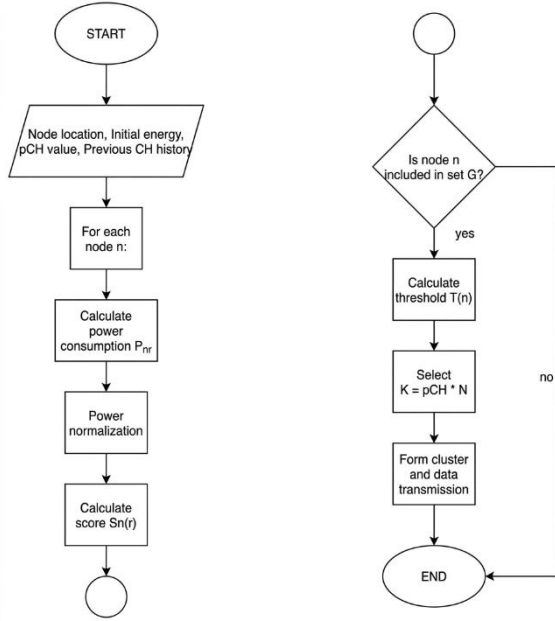 START
Node location, Initial energy,
pCH value, Previous CH history
For each
node n:
Calculate
power
consumption Pnr
Power
normalization
Calculate
score Sn(r)
Is node n
included in set G?
yes
Calculate
threshold T(n)
Select
K = pCH * N
no
Form cluster
and data
transmission
END